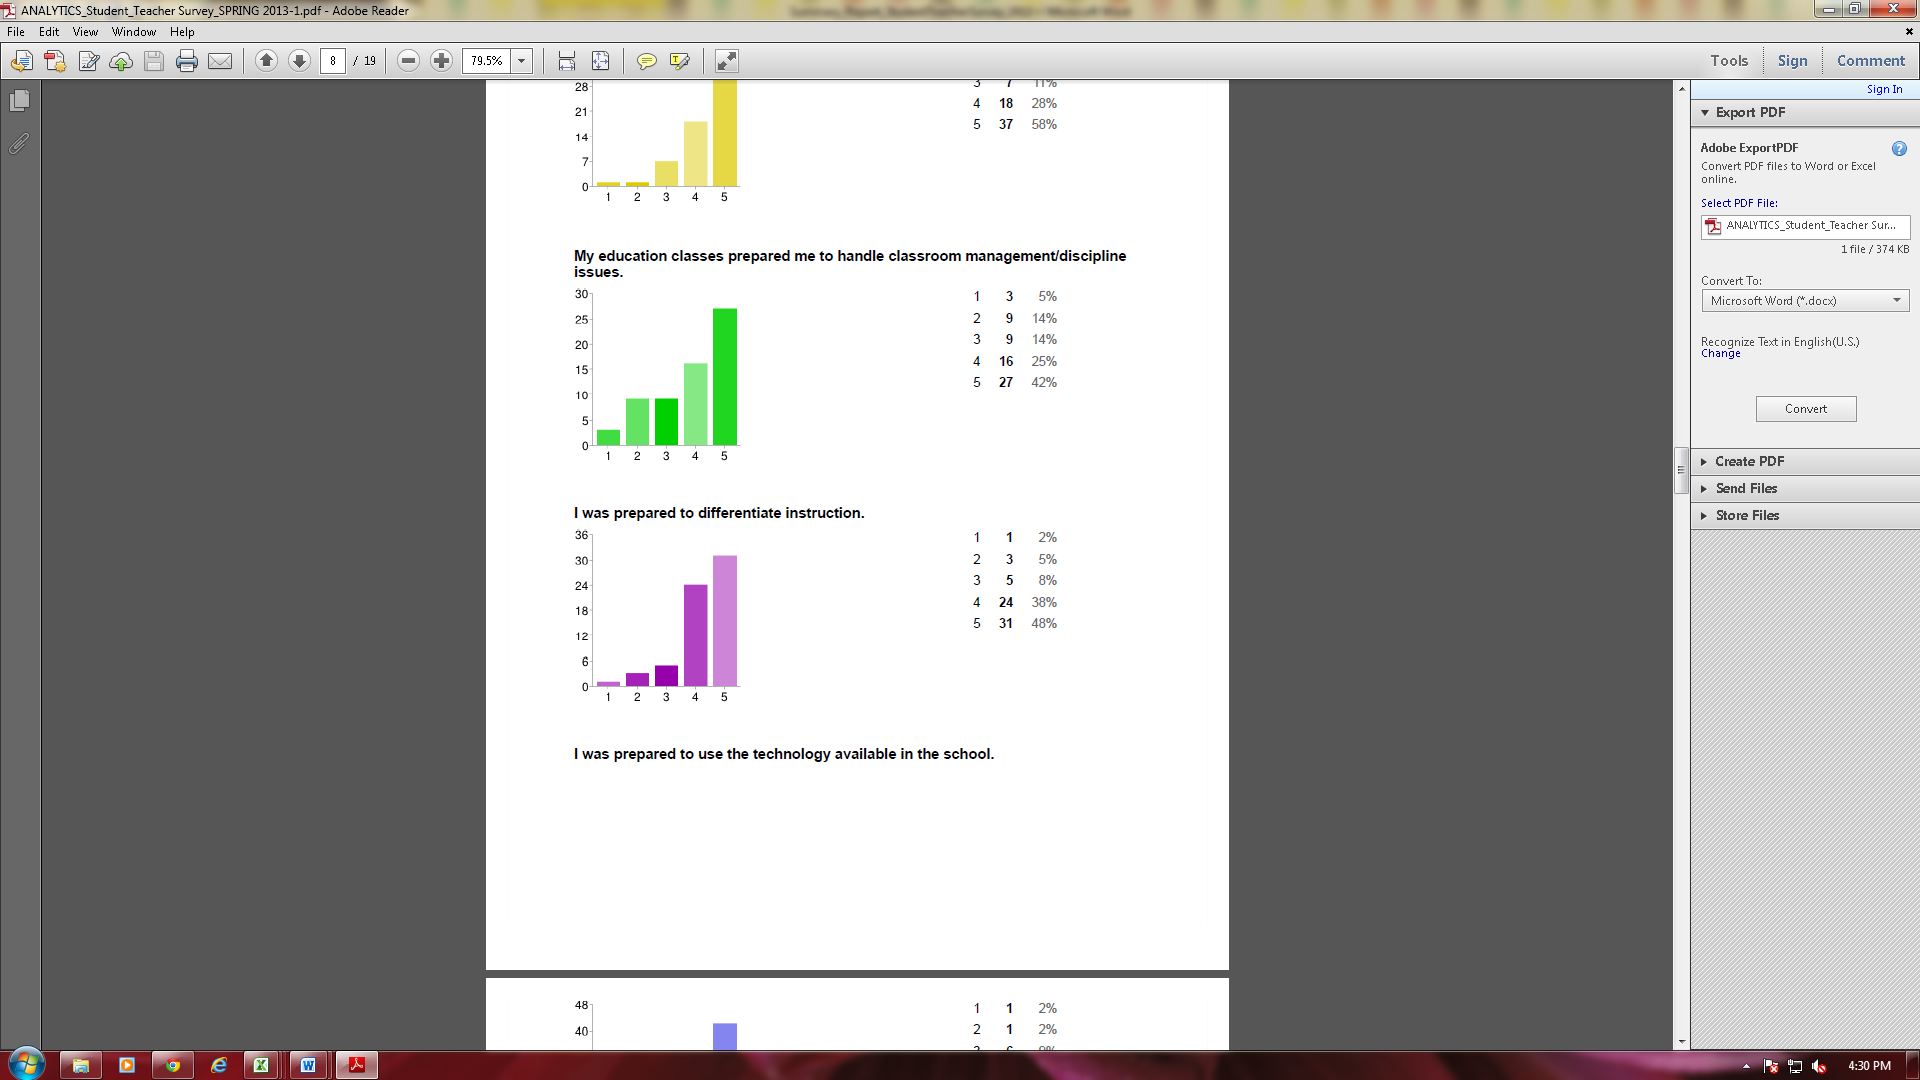 ANALYTICS_Student_Teacher Survey_SPRING 2013-1.pdf - Adobe Reader
File Edit View Window Help
8 / 19 79.5% Tools Sign Comment
Sign In
Export PDF
Adobe ExportPDF
Convert PDF files to Word or Excel
online.
Select PDF File:
ANALYTICS_Student_Teacher Sur...
1 file / 374 KB
Convert To:
Microsoft Word (*.docx)
Recognize Text in English(U.S.)
Change
Convert
Create PDF
Send Files
Store Files
28
21
14
7
0
1 2 3 4 5
3 7 11%
4 18 28%
5 37 58%
My education classes prepared me to handle classroom management/discipline
issues.
30
25
20
15
10
5
0
1 2 3 4 5
1 3 5%
2 9 14%
3 9 14%
4 16 25%
5 27 42%
I was prepared to differentiate instruction.
36
30
24
18
12
6
0
1 2 3 4 5
1 1 2%
2 3 5%
3 5 8%
4 24 38%
5 31 48%
I was prepared to use the technology available in the school.
48
40
1 1 2%
2 1 2%
4:30 PM